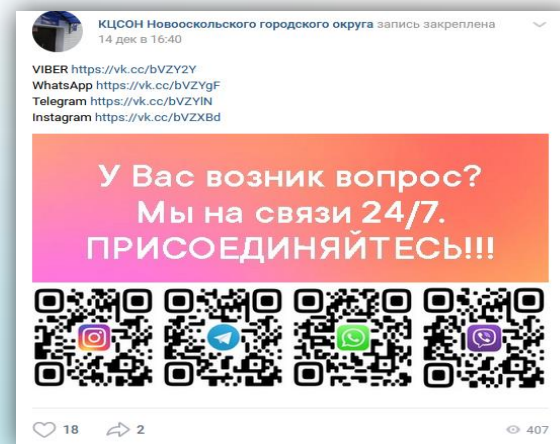 КЦСОН Новооскольского городского округа запись закреплена
14 дек в 16:40
VIBER https://vk.cc/bVZY2Y
WhatsApp https://vk.cc/bVZYgF
Telegram https://vk.cc/bVZYlN
Instagram https://vk.cc/bVZXBd
У Вас возник вопрос?
Мы на связи 24/7.
ПРИСОЕДИНЯЙТЕСЬ!!!
18 2 407